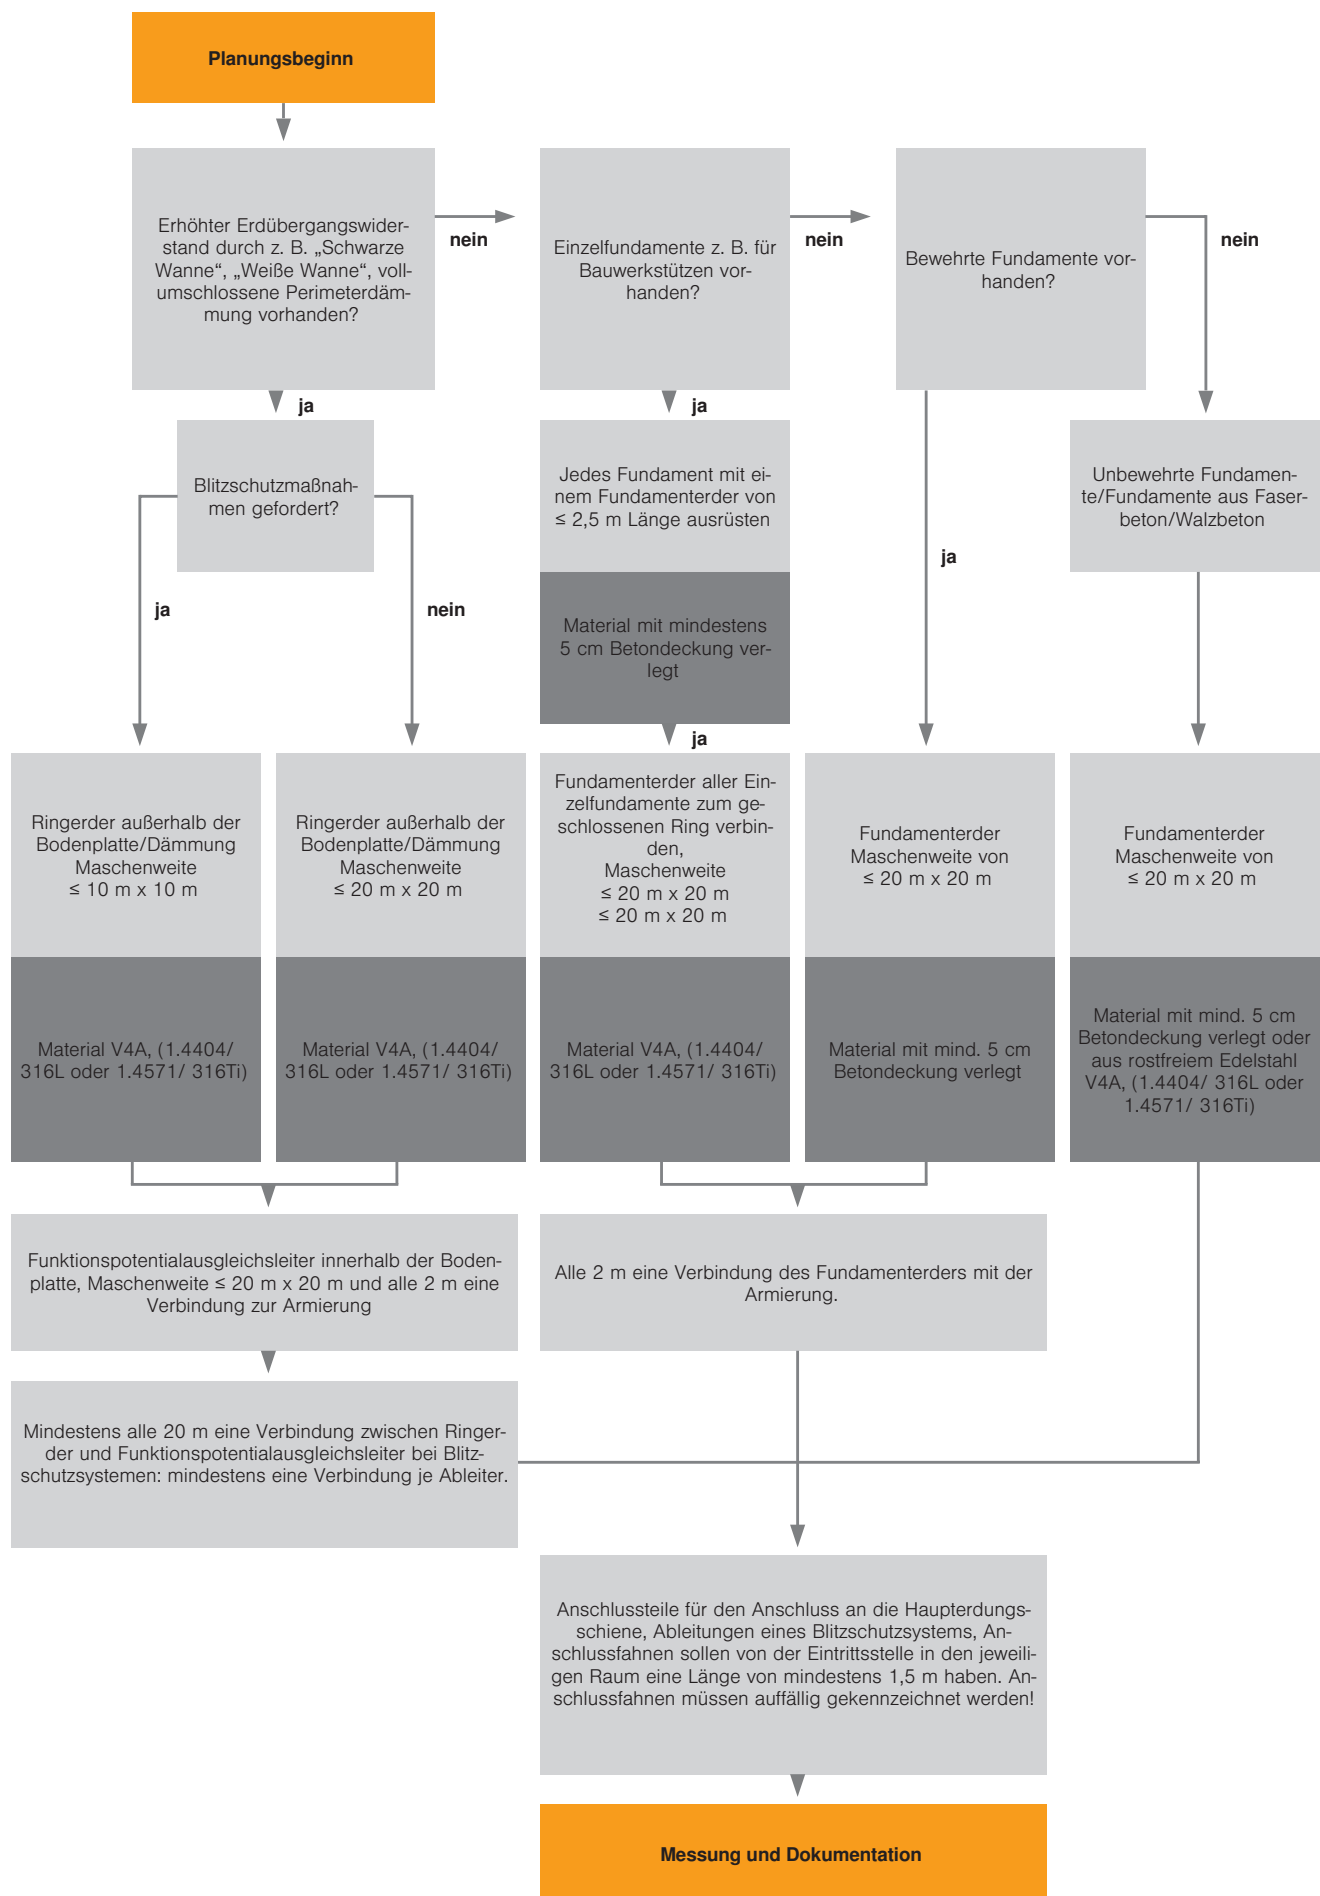 Planungsbeginn
Erhöhter Erdübergangswider-
stand durch z. B. „Schwarze
Wanne“, „Weiße Wanne“, voll-
umschlossene Perimeterdäm-
mung vorhanden?
nein
Einzelfundamente z. B. für
Bauwerkstützen vor-
handen?
nein
Bewehrte Fundamente vor-
handen?
nein
ja
ja
Blitzschutzmaßnah-
men gefordert?
Jedes Fundament mit ei-
nem Fundamenterder von
≤ 2,5 m Länge ausrüsten
Unbewehrte Fundamen-
te/Fundamente aus Faser-
beton/Walzbeton
ja
ja
nein
Material mit mindestens
5 cm Betondeckung ver-
legt
ja
Ringerder außerhalb der
Bodenplatte/Dämmung
Maschenweite
≤ 10 m x 10 m
Ringerder außerhalb der
Bodenplatte/Dämmung
Maschenweite
≤ 20 m x 20 m
Fundamenterder aller Ein-
zelfundamente zum ge-
schlossenen Ring verbin-
den,
Maschenweite
≤ 20 m x 20 m
≤ 20 m x 20 m
Fundamenterder
Maschenweite von
≤ 20 m x 20 m
Fundamenterder
Maschenweite von
≤ 20 m x 20 m
Material V4A, (1.4404/
316L oder 1.4571/ 316Ti)
Material V4A, (1.4404/
316L oder 1.4571/ 316Ti)
Material V4A, (1.4404/
316L oder 1.4571/ 316Ti)
Material mit mind. 5 cm
Betondeckung verlegt
Material mit mind. 5 cm
Betondeckung verlegt oder
aus rostfreiem Edelstahl
V4A, (1.4404/ 316L oder
1.4571/ 316Ti)
Funktionspotentialausgleichsleiter innerhalb der Boden-
platte, Maschenweite ≤ 20 m x 20 m und alle 2 m eine
Verbindung zur Armierung
Alle 2 m eine Verbindung des Fundamenterders mit der
Armierung.
Mindestens alle 20 m eine Verbindung zwischen Ringer-
der und Funktionspotentialausgleichsleiter bei Blitz-
schutzsystemen: mindestens eine Verbindung je Ableiter.
Anschlussteile für den Anschluss an die Haupterdungs-
schiene, Ableitungen eines Blitzschutzsystems, An-
schlussfahnen sollen von der Eintrittsstelle in den jeweili-
gen Raum eine Länge von mindestens 1,5 m haben. An-
schlussfahnen müssen auffällig gekennzeichnet werden!
Messung und Dokumentation